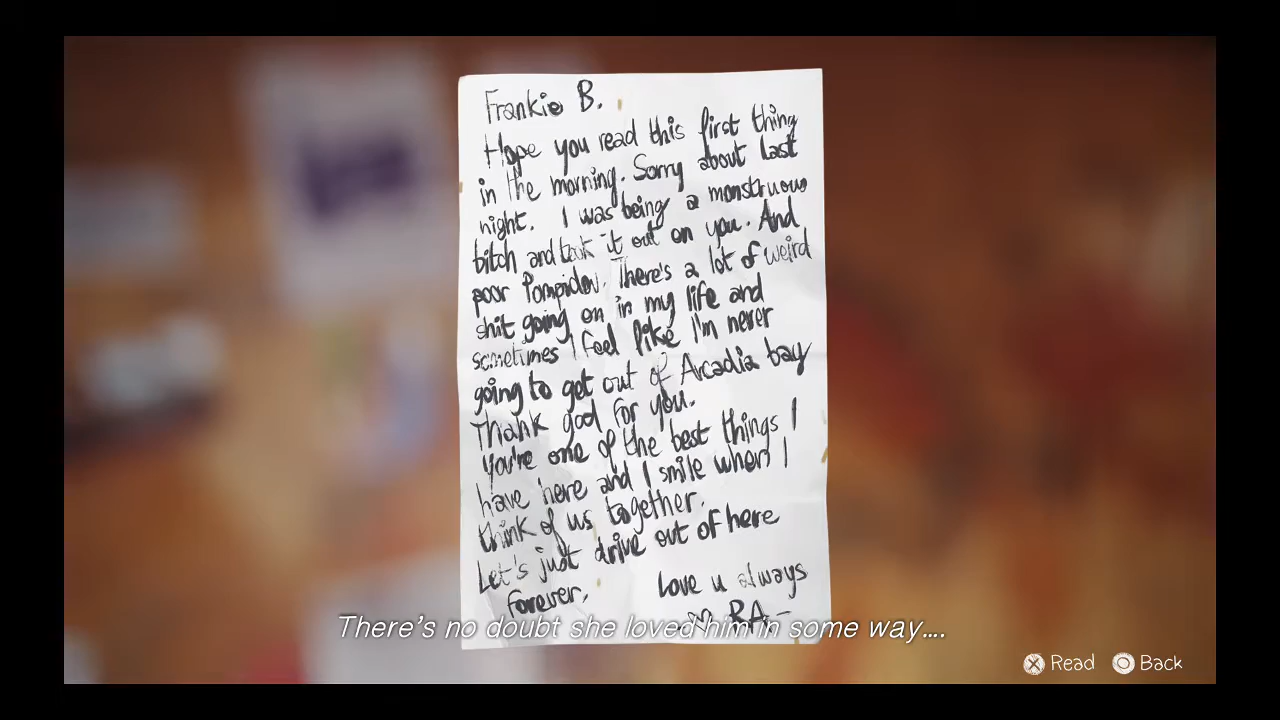 Frankie B.
Hope you read this first thing
in the morning. Sorry about last
night. I was being a monstruous
bitch and took it out on you. And
poor Pompidou. There's a lot of weird
shit going on in my life and
sometimes I feel like I'm never
going to get out of Arcadia bay
Thank god for you.
You're one of the best things I
have here and I smile when I
think of us together.
Let's just drive out of here
forever.
Love u always
RA -
There's no doubt she loved him in some way....
Read
Back